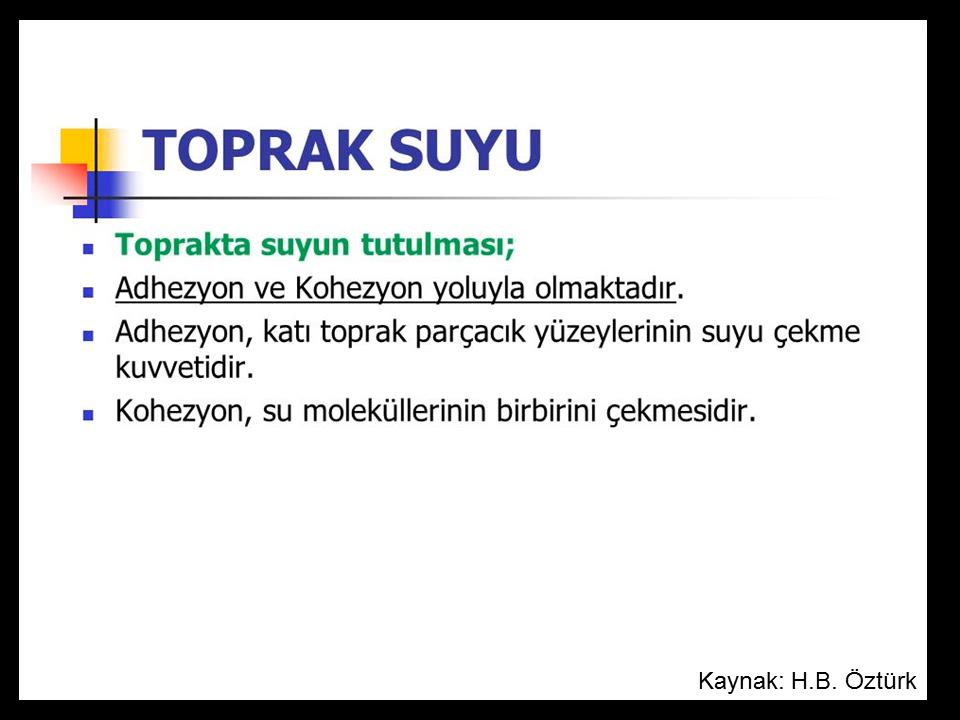 TOPRAK SUYU
Toprakta suyun tutulması;
Adhezyon ve Kohezyon yoluyla olmaktadır.
Adhezyon, katı toprak parçacık yüzeylerinin suyu çekme
kuvvetidir.
Kohezyon, su moleküllerinin birbirini çekmesidir.
Kaynak: H.B. Öztürk